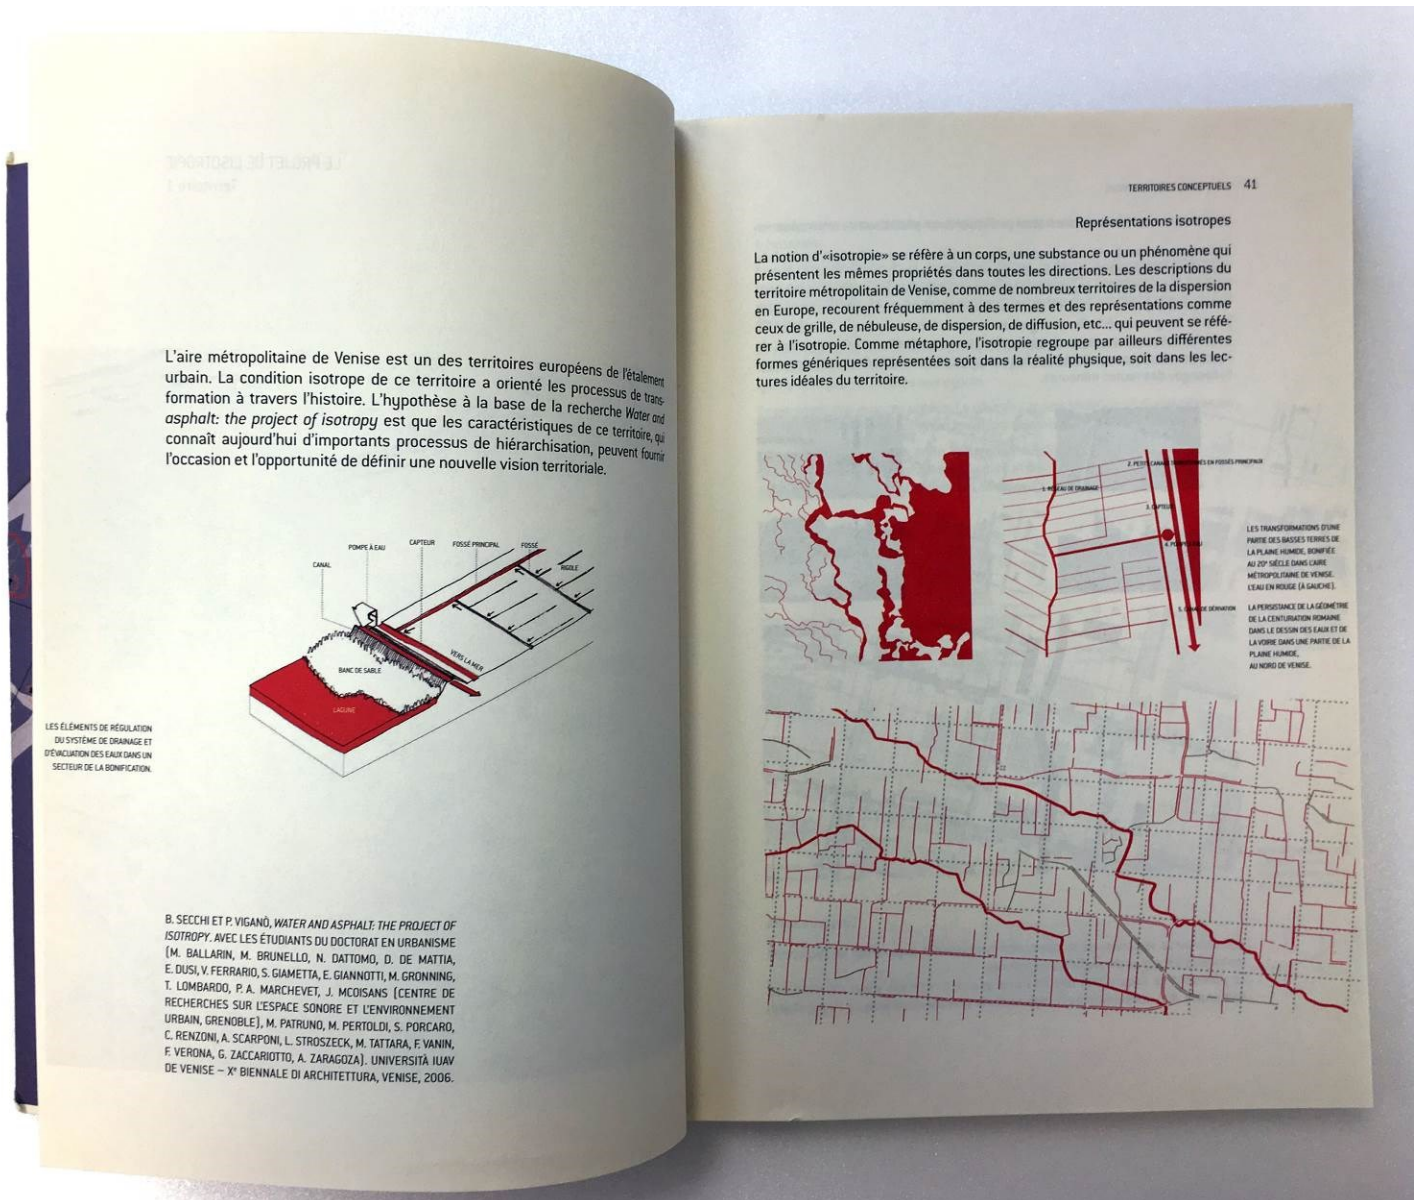 L'aire métropolitaine de Venise est un des territoires européens de l'étalement
urbain. La condition isotrope de ce territoire a orienté les processus de trans-
formation à travers l'histoire. L'hypothèse à la base de la recherche Water and
asphalt: the project of isotropy est que les caractéristiques de ce territoire, qui
connaît aujourd'hui d'importants processus de hiérarchisation, peuvent fournir
l'occasion et l'opportunité de définir une nouvelle vision territoriale.
CANAL
POMPE À EAU
CAPTEUR
FOSSÉ PRINCIPAL
FOSSÉ
RIGOLE
VERS LA MER
BANC DE SABLE
LAGUNE
LES ÉLÉMENTS DE RÉGULATION
DU SYSTÈME DE DRAINAGE ET
D'ÉVACUATION DES EAUX DANS UN
SECTEUR DE LA BONIFICATION.
B. SECCHI ET P. VIGANÒ, WATER AND ASPHALT: THE PROJECT OF
ISOTROPY. AVEC LES ÉTUDIANTS DU DOCTORAT EN URBANISME
(M. BALLARIN, M. BRUNELLO, N. DATTOMO, D. DE MATTIA,
E. DUSI, V. FERRARIO, S. GIAMETTA, E. GIANNOTTI, M. GRONNING,
T. LOMBARDO, P. A. MARCHEVET, J. MCOISANS (CENTRE DE
RECHERCHES SUR L'ESPACE SONORE ET L'ENVIRONNEMENT
URBAIN, GRENOBLE), M. PATRUNO, M. PERTOLDI, S. PORCARO,
C. RENZONI, A. SCARPONI, L. STROSZECK, M. TATTARA, F. VANIN,
F. VERONA, G. ZACCARIOTTO, A. ZARAGOZA). UNIVERSITÀ IUAV
DE VENISE – Xᵉ BIENNALE DI ARCHITETTURA, VENISE, 2006.
TERRITOIRES CONCEPTUELS 41
Représentations isotropes
La notion d'«isotropie» se réfère à un corps, une substance ou un phénomène qui
présentent les mêmes propriétés dans toutes les directions. Les descriptions du
territoire métropolitain de Venise, comme de nombreux territoires de la dispersion
en Europe, recourent fréquemment à des termes et des représentations comme
ceux de grille, de nébuleuse, de dispersion, de diffusion, etc... qui peuvent se réfé-
rer à l'isotropie. Comme métaphore, l'isotropie regroupe par ailleurs différentes
formes génériques représentées soit dans la réalité physique, soit dans les lec-
tures idéales du territoire.
2. PETIT CANAL EN FOSSÉS PRINCIPAUX
1. RÉSEAU DE DRAINAGE
3. CAPTEUR
5. CANAL DE DÉRIVATION
LES TRANSFORMATIONS D'UNE
PARTIE DES BASSES TERRES DE
LA PLAINE HUMIDE, BONIFIÉE
AU 20ᵉ SIÈCLE DANS L'AIRE
MÉTROPOLITAINE DE VENISE.
L'EAU EN ROUGE (À GAUCHE).
LA PERSISTANCE DE LA GÉOMÉTRIE
DE LA CENTURIATION ROMAINE
DANS LE DESSIN DES EAUX ET DE
LA VOIRIE DANS UNE PARTIE DE LA
PLAINE HUMIDE,
AU NORD DE VENISE.